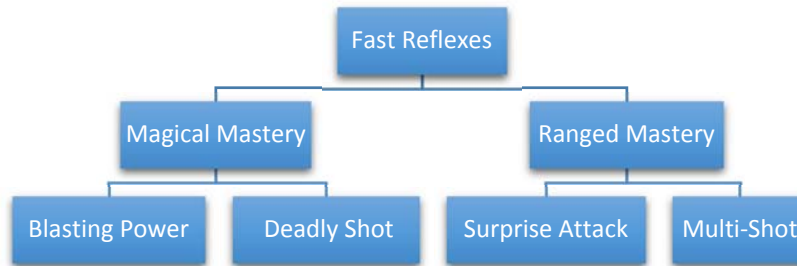 Fast Reflexes
Magical Mastery
Ranged Mastery
Blasting Power
Deadly Shot
Surprise Attack
Multi-Shot